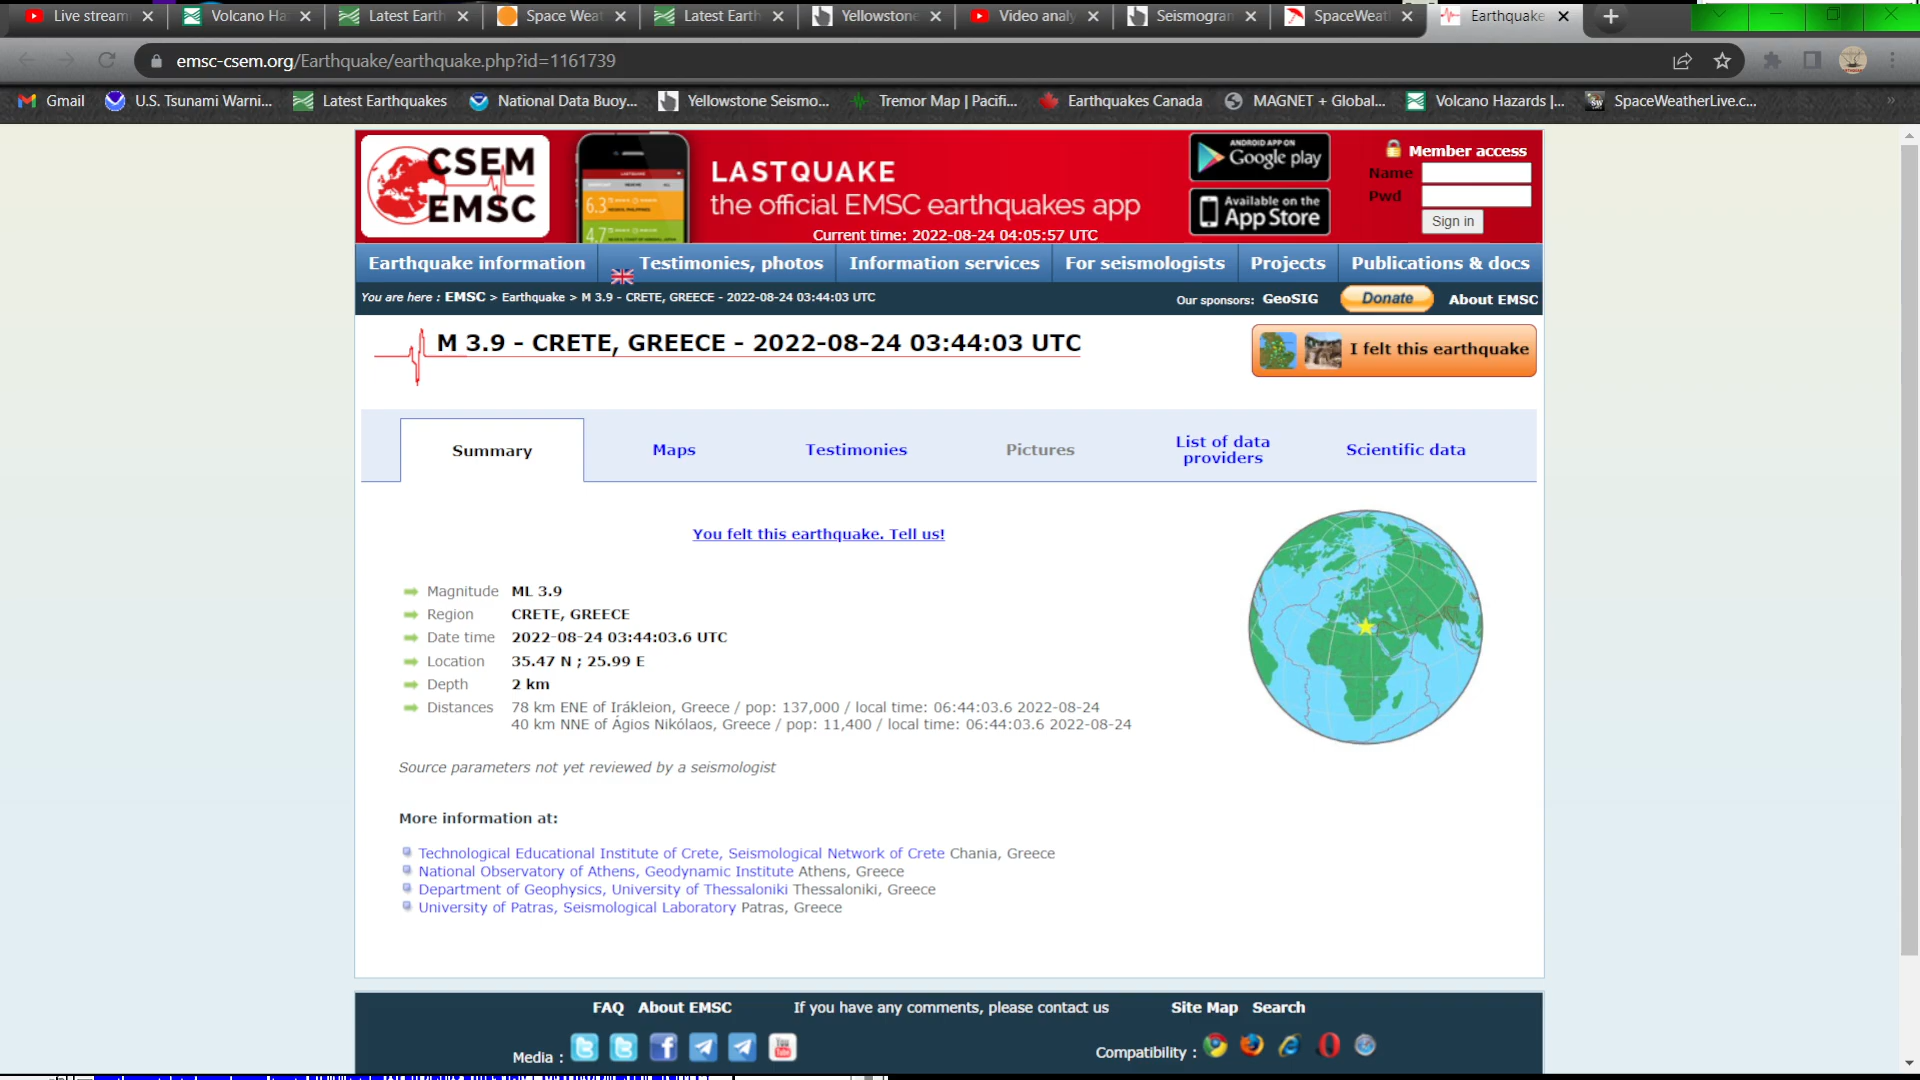 Live stream
Volcano Ha
Latest Earth
Space Weat
Latest Earth
Yellowstone
Video analy
Seismogran
SpaceWeath
Earthquake
emsc-csem.org/Earthquake/earthquake.php?id=1161739
Gmail
U.S. Tsunami Warni...
Latest Earthquakes
National Data Buoy...
Yellowstone Seismo...
Tremor Map | Pacifi...
Earthquakes Canada
MAGNET + Global...
Volcano Hazards |...
SpaceWeatherLive.c...
CSEM
EMSC
LASTQUAKE
6.3
4.7
LASTQUAKE
the official EMSC earthquakes app
Current time: 2022-08-24 04:05:57 UTC
ANDROID APP ON
Google play
Available on the
App Store
Member access
Name
Pwd
Sign in
Earthquake information
Testimonies, photos
Information services
For seismologists
Projects
Publications & docs
You are here : EMSC > Earthquake > M 3.9 - CRETE, GREECE - 2022-08-24 03:44:03 UTC
Our sponsors: GeoSIG
Donate
About EMSC
M 3.9 - CRETE, GREECE - 2022-08-24 03:44:03 UTC
I felt this earthquake
Summary
Maps
Testimonies
Pictures
List of data
providers
Scientific data
You felt this earthquake. Tell us!
Magnitude ML 3.9
Region CRETE, GREECE
Date time 2022-08-24 03:44:03.6 UTC
Location 35.47 N ; 25.99 E
Depth 2 km
Distances 78 km ENE of Irákleion, Greece / pop: 137,000 / local time: 06:44:03.6 2022-08-24
40 km NNE of Ágios Nikólaos, Greece / pop: 11,400 / local time: 06:44:03.6 2022-08-24
Source parameters not yet reviewed by a seismologist
More information at:
Technological Educational Institute of Crete, Seismological Network of Crete Chania, Greece
National Observatory of Athens, Geodynamic Institute Athens, Greece
Department of Geophysics, University of Thessaloniki Thessaloniki, Greece
University of Patras, Seismological Laboratory Patras, Greece
FAQ About EMSC
If you have any comments, please contact us
Site Map Search
Media :
Compatibility :